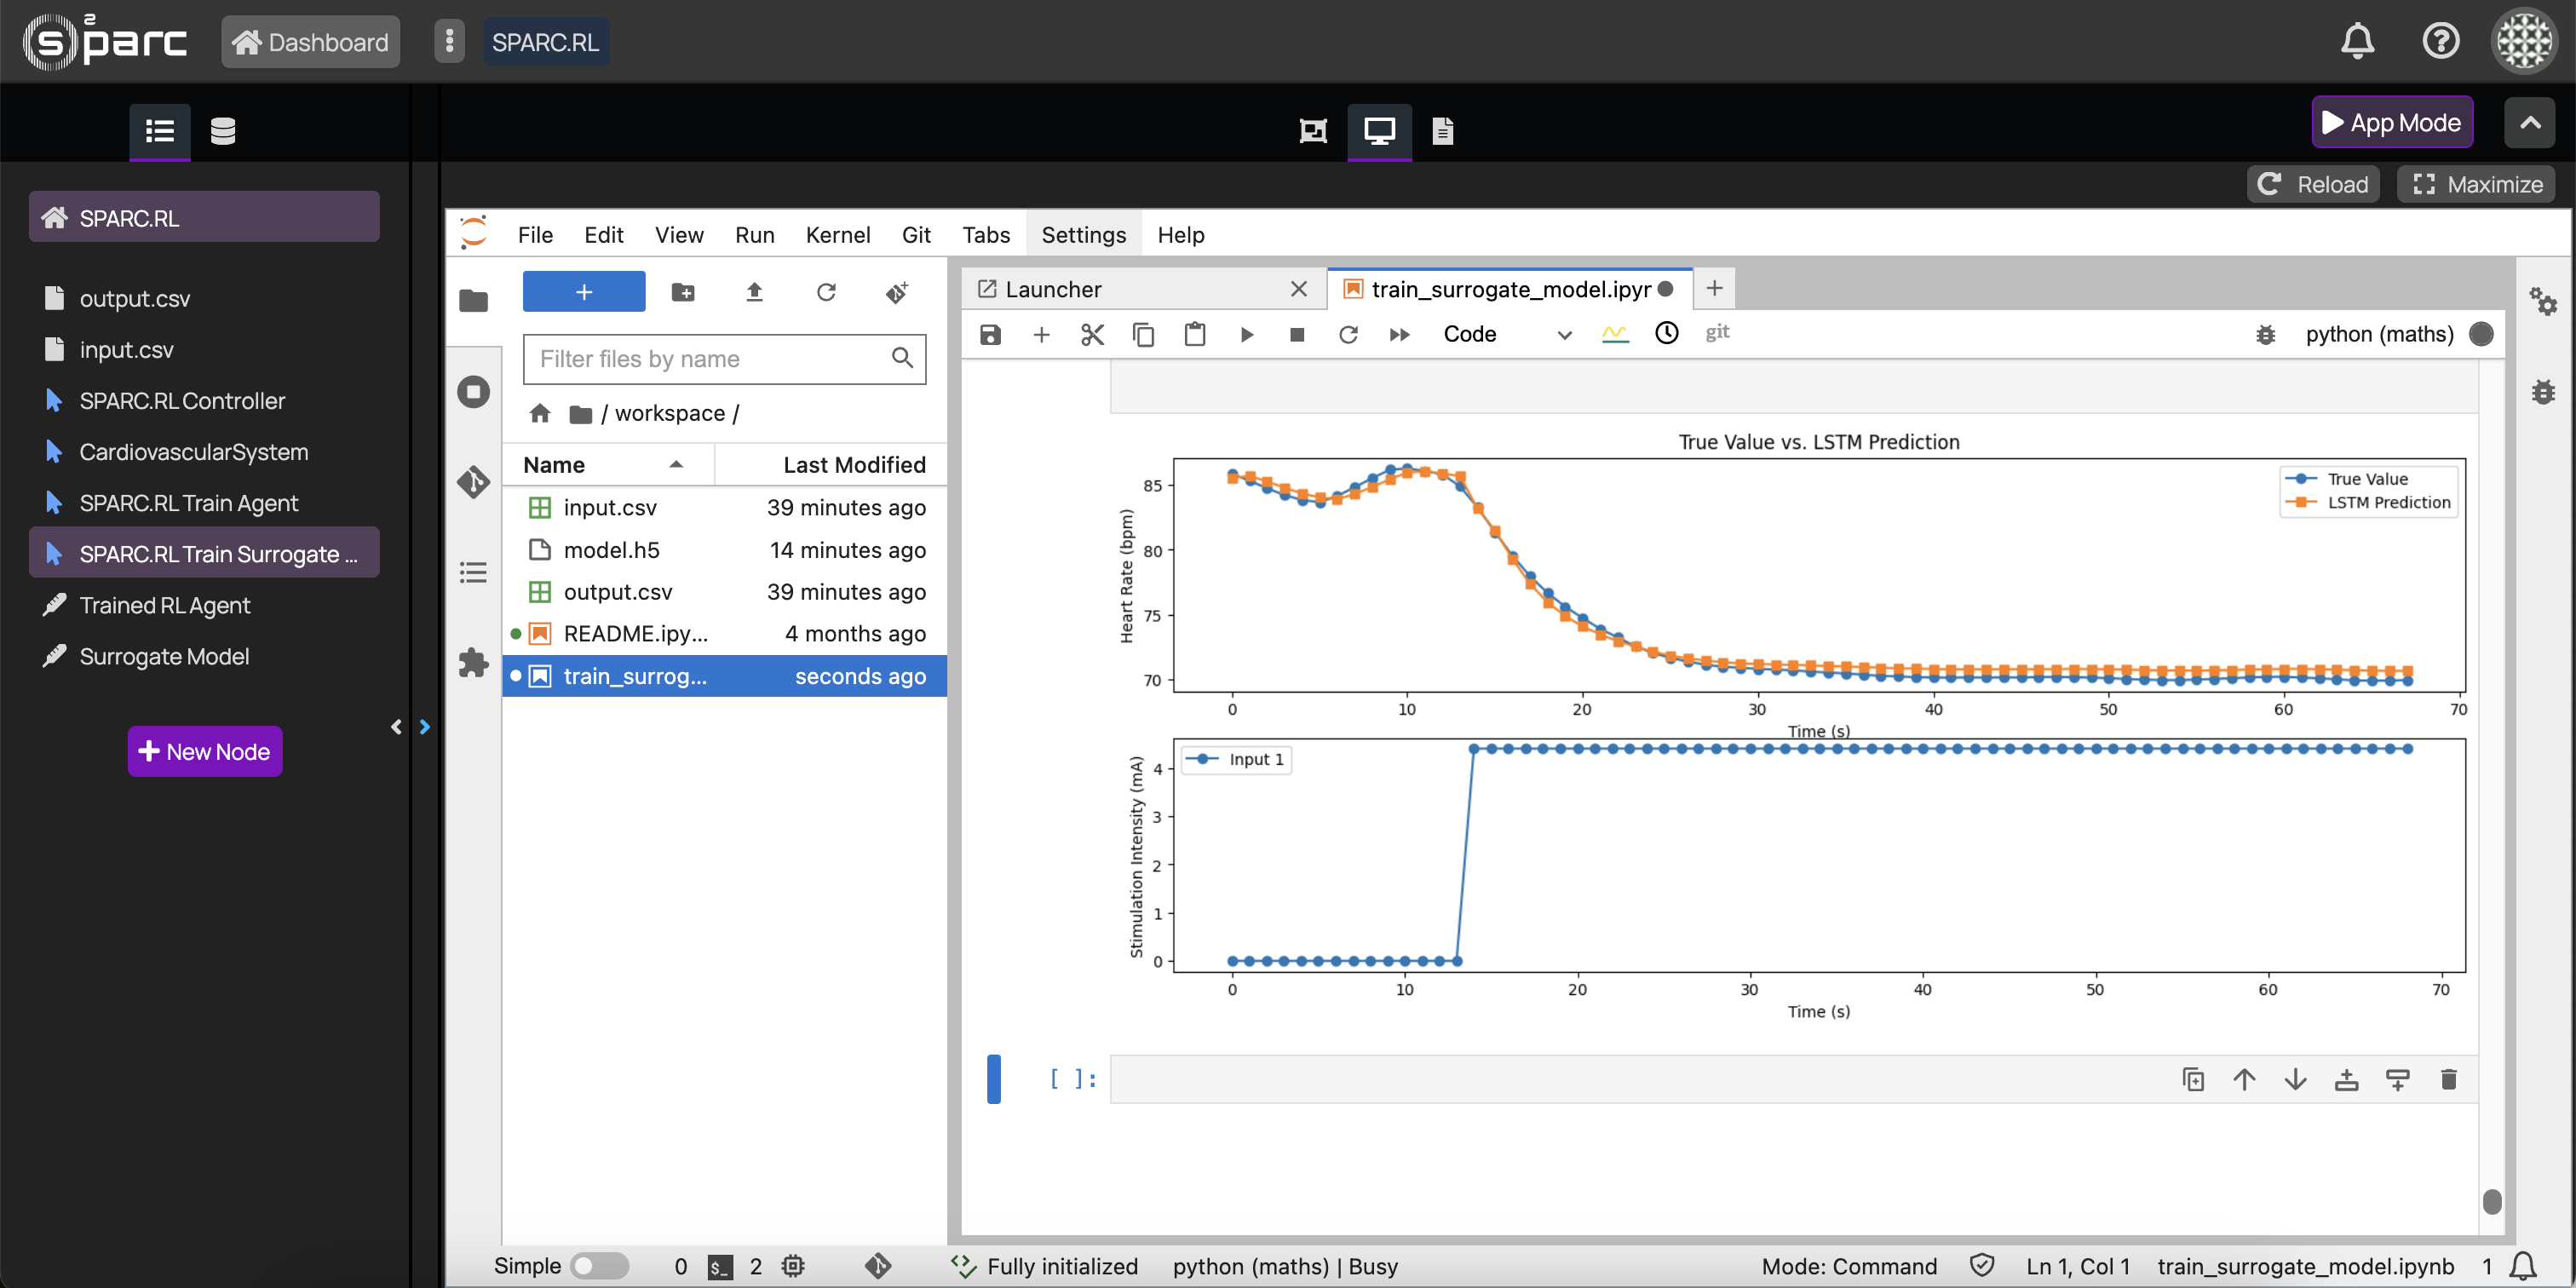 s2parc Dashboard SPARC.RL
App Mode
Reload Maximize
SPARC.RL
output.csv
input.csv
SPARC.RL Controller
CardiovascularSystem
SPARC.RL Train Agent
SPARC.RL Train Surrogate ...
Trained RL Agent
Surrogate Model
New Node
File Edit View Run Kernel Git Tabs Settings Help
Filter files by name
/ workspace /
Name Last Modified
input.csv 39 minutes ago
model.h5 14 minutes ago
output.csv 39 minutes ago
README.ipy... 4 months ago
train_surrog... seconds ago
Launcher train_surrogate_model.ipyr
Code git python (maths)
True Value vs. LSTM Prediction
True Value
LSTM Prediction
Heart Rate (bpm)
85
80
75
70
0 10 20 30 40 50 60 70
Time (s)
Input 1
Stimulation Intensity (mA)
4
3
2
1
0
0 10 20 30 40 50 60 70
Time (s)
[ ]:
Simple 0 $_ 2 Fully initialized python (maths) | Busy Mode: Command Ln 1, Col 1 train_surrogate_model.ipynb 1